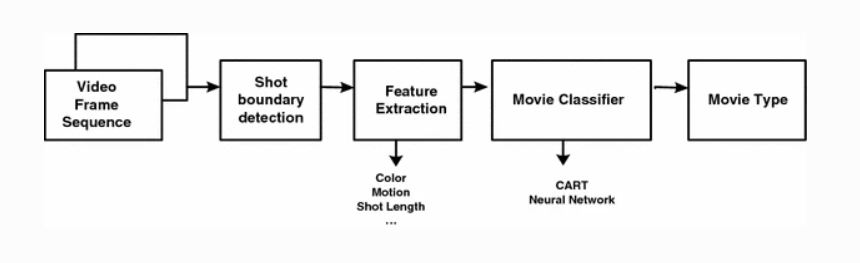 Video
Frame
Sequence
Shot
boundary
detection
Feature
Extraction
Movie Classifier
Movie Type
Color
Motion
Shot Length
...
CART
Neural Network